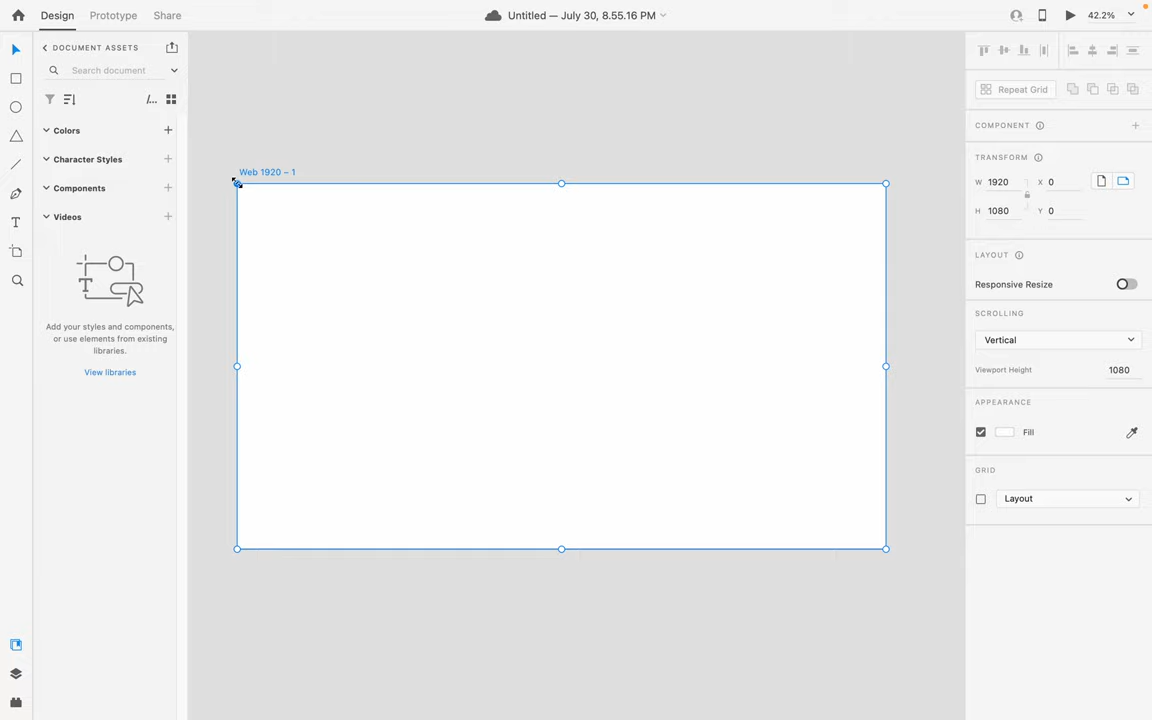 Design
Prototype
Share
Untitled — July 30, 8.55.16 PM
42.2%
DOCUMENT ASSETS
Search document
/...
Colors
Character Styles
Components
Videos
Add your styles and components,
or use elements from existing
libraries.
View libraries
T
Web 1920 – 1
Repeat Grid
COMPONENT
TRANSFORM
W 1920 X 0
H 1080 Y 0
LAYOUT
Responsive Resize
SCROLLING
Vertical
Viewport Height 1080
APPEARANCE
Fill
GRID
Layout